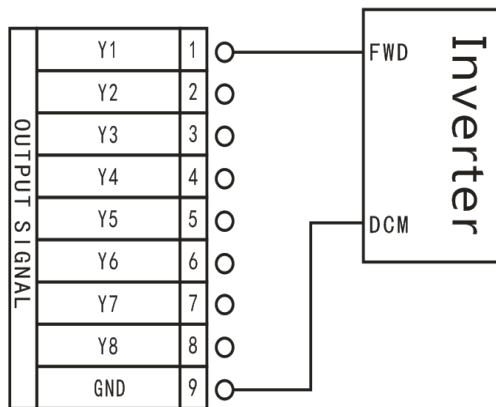 OUTPUT SIGNAL
Y1 1
Y2 2
Y3 3
Y4 4
Y5 5
Y6 6
Y7 7
Y8 8
GND 9
FWD
DCM
Inverter